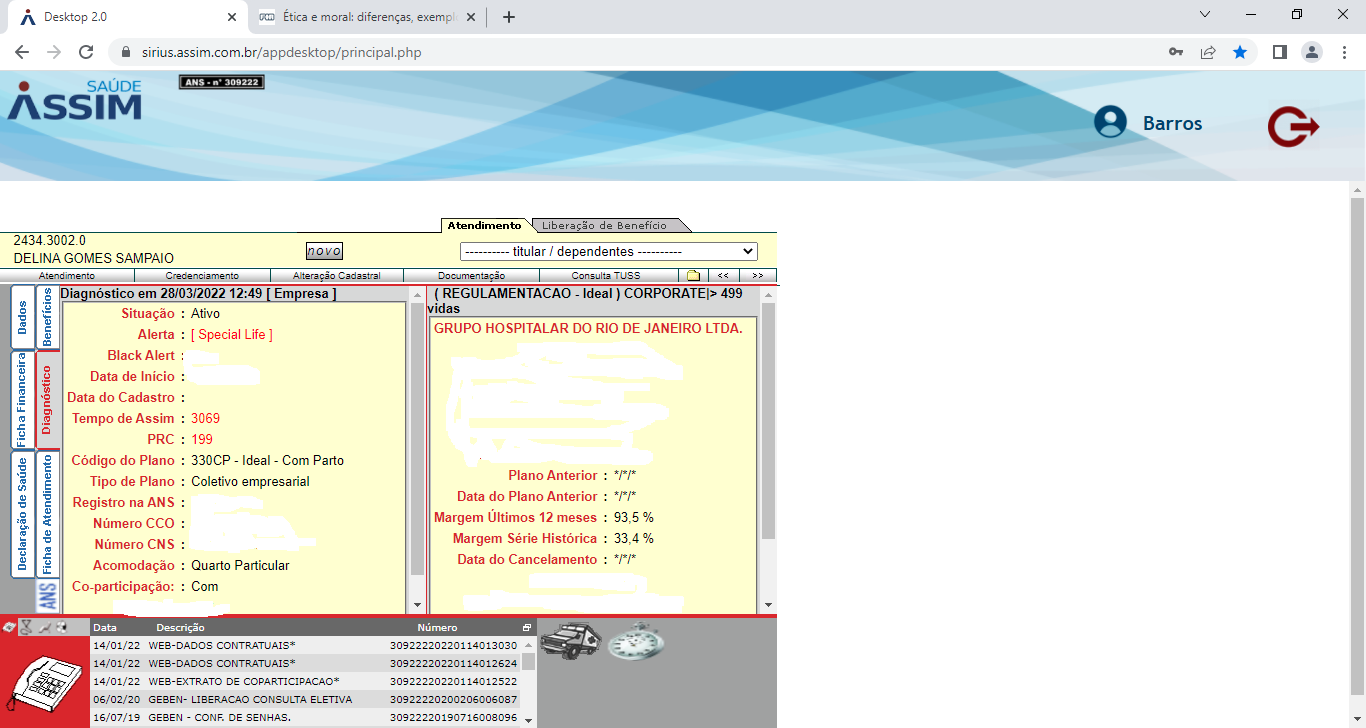 Desktop 2.0
Ética e moral: diferenças, exempl
sirius.assim.com.br/appdesktop/principal.php
SAÚDE
ASSIM
ANS - n° 309222
Barros
Atendimento
Liberação de Benefício
2434.3002.0
DELINA GOMES SAMPAIO
novo
---------- titular / dependentes ----------
Atendimento
Credenciamento
Alteração Cadastral
Documentação
Consulta TUSS
<<
>>
Dados
Benefícios
Ficha Financeira
Diagnóstico
Declaração de Saúde
Ficha de Atendimento
ANS
Diagnóstico em 28/03/2022 12:49 [ Empresa ]
Situação : Ativo
Alerta : [ Special Life ]
Black Alert :
Data de Início :
Data do Cadastro :
Tempo de Assim : 3069
PRC : 199
Código do Plano : 330CP - Ideal - Com Parto
Tipo de Plano : Coletivo empresarial
Registro na ANS :
Número CCO :
Número CNS :
Acomodação : Quarto Particular
Co-participação: : Com
( REGULAMENTACAO - Ideal ) CORPORATE|> 499
vidas
GRUPO HOSPITALAR DO RIO DE JANEIRO LTDA.
Plano Anterior : */*/*
Data do Plano Anterior : */*/*
Margem Últimos 12 meses : 93,5 %
Margem Série Histórica : 33,4 %
Data do Cancelamento : */*/*
Data Descrição Número
14/01/22 WEB-DADOS CONTRATUAIS* 30922220220114013030
14/01/22 WEB-DADOS CONTRATUAIS* 30922220220114012624
14/01/22 WEB-EXTRATO DE COPARTICIPACAO* 30922220220114012522
06/02/20 GEBEN- LIBERACAO CONSULTA ELETIVA 30922220200206006087
16/07/19 GEBEN - CONF. DE SENHAS. 30922220190716008096